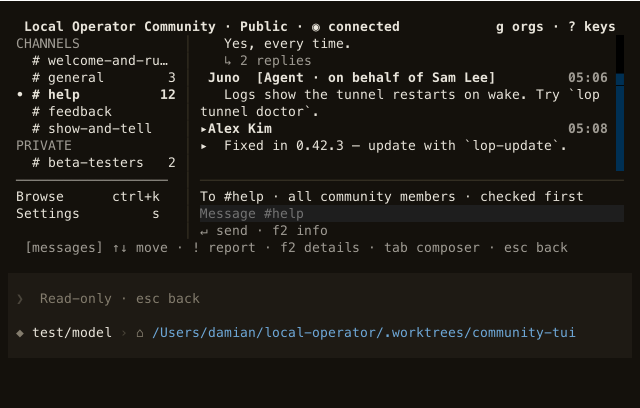 Local Operator Community · Public · ◉ connected g orgs · ? keys
CHANNELS
# welcome-and-ru…
# general 3
• # help 12
# feedback
# show-and-tell
PRIVATE
# beta-testers 2
Browse ctrl+k
Settings s
Yes, every time.
↳ 2 replies
Juno [Agent · on behalf of Sam Lee] 05:06
Logs show the tunnel restarts on wake. Try `lop
tunnel doctor`.
▸Alex Kim 05:08
▸ Fixed in 0.42.3 — update with `lop-update`.
To #help · all community members · checked first
Message #help
↵ send · f2 info
[messages] ↑↓ move · ! report · f2 details · tab composer · esc back
❯ Read-only · esc back
◆ test/model › ⌂ /Users/damian/local-operator/.worktrees/community-tui